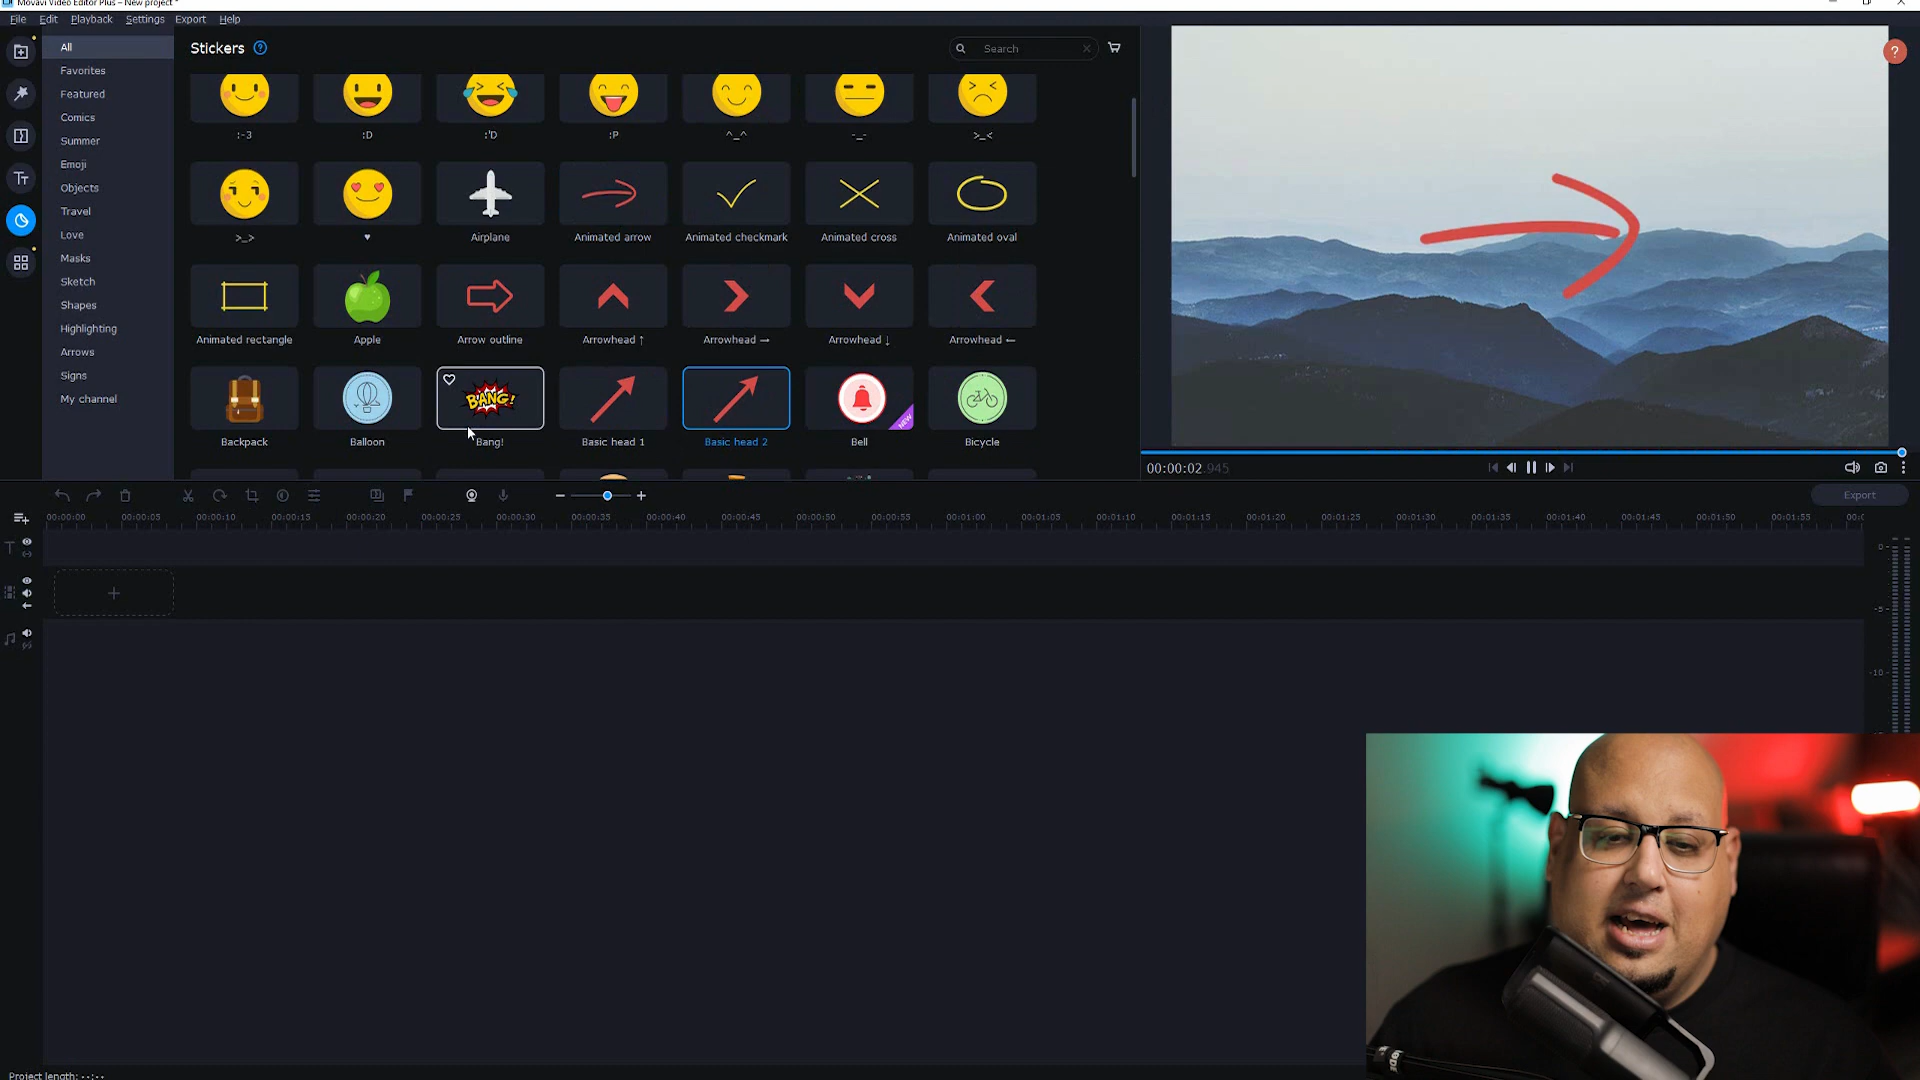 Movavi Video Editor Plus – New project *
File Edit Playback Settings Export Help
All
Favorites
Featured
Comics
Summer
Emoji
Objects
Travel
Love
Masks
Sketch
Shapes
Highlighting
Arrows
Signs
My channel
Stickers ?
Search
?
:-3 :D :'D :P ^_^ -_- >_<
>_> ♥ Airplane Animated arrow Animated checkmark Animated cross Animated oval
Animated rectangle Apple Arrow outline Arrowhead ↑ Arrowhead → Arrowhead ↓ Arrowhead ←
BANG!
NEW
Backpack Balloon Bang! Basic head 1 Basic head 2 Bell Bicycle
00:00:02.945
Export
00:00:00 00:00:05 00:00:10 00:00:15 00:00:20 00:00:25 00:00:30 00:00:35 00:00:40 00:00:45 00:00:50 00:00:55 00:01:00 00:01:05 00:01:10 00:01:15 00:01:20 00:01:25 00:01:30 00:01:35 00:01:40 00:01:45 00:01:50 00:01:55
0
-5
-10
Project length: --:--